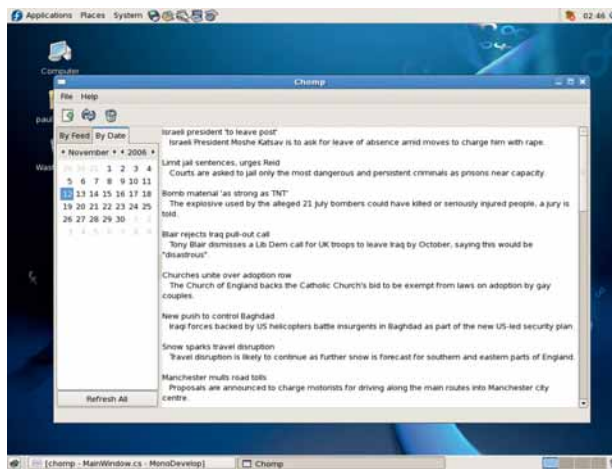 Applications Places System
02:46
Computer
Chomp
File Help
By Feed By Date
November 2006
1 2 3 4
5 6 7 8 9 10 11
12 13 14 15 16 17 18
19 20 21 22 23 24 25
26 27 28 29 30
Refresh All
Israeli president 'to leave post'
Israeli President Moshe Katsav is to ask for leave of absence amid moves to charge him with rape.
Limit jail sentences, urges Reid
Courts are asked to jail only the most dangerous and persistent criminals as prisons near capacity.
Bomb material 'as strong as TNT'
The explosive used by the alleged 21 July bombers could have killed or seriously injured people, a jury is
told.
Blair rejects Iraq pull-out call
Tony Blair dismisses a Lib Dem call for UK troops to leave Iraq by October, saying this would be
"disastrous".
Churches unite over adoption row
The Church of England backs the Catholic Church's bid to be exempt from laws on adoption by gay
couples.
New push to control Baghdad
Iraqi forces backed by US helicopters battle insurgents in Baghdad as part of the new US-led security plan
Snow sparks travel disruption
Travel disruption is likely to continue as further snow is forecast for southern and eastern parts of England.
Manchester mulls road tolls
Proposals are announced to charge motorists for driving along the main routes into Manchester city
centre.
[chomp - MainWindow.cs - MonoDevelop]
Chomp